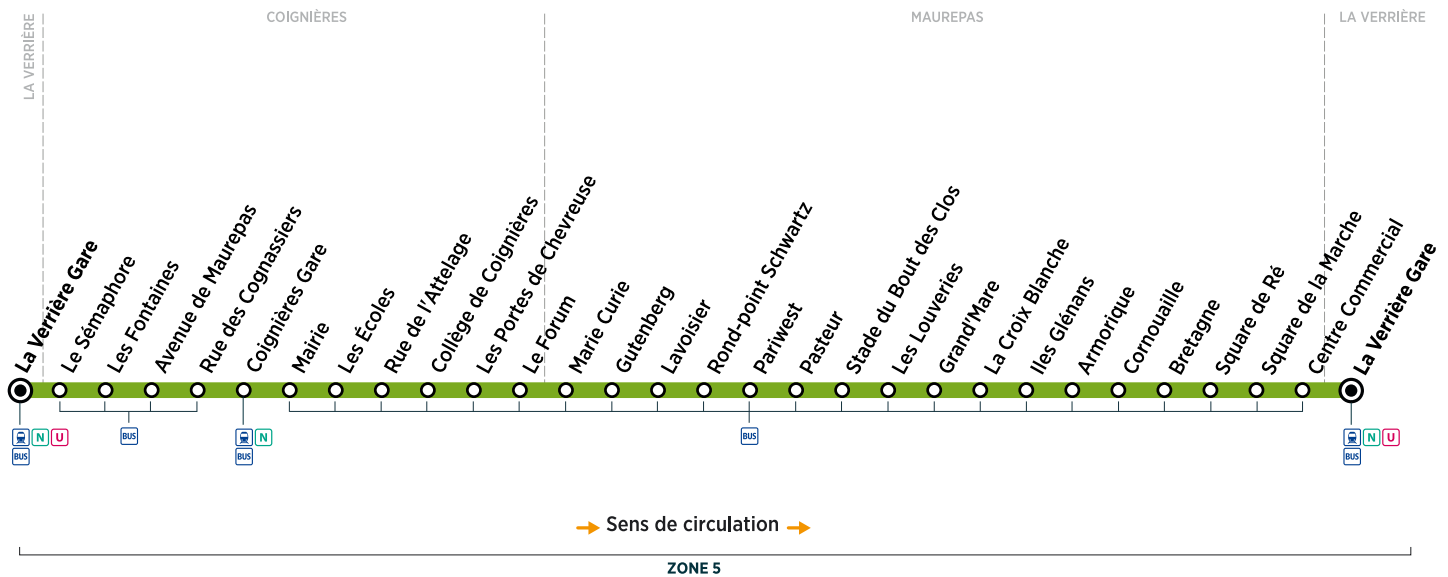 LA VERRIÈRE
COIGNIÈRES
MAUREPAS
LA VERRIÈRE
La Verrière Gare
Le Sémaphore
Les Fontaines
Avenue de Maurepas
Rue des Cognassiers
Coignières Gare
Mairie
Les Écoles
Rue de l'Attelage
Collège de Coignières
Les Portes de Chevreuse
Le Forum
Marie Curie
Gutenberg
Lavoisier
Rond-point Schwartz
Pariwest
Pasteur
Stade du Bout des Clos
Les Louveries
Grand'Mare
La Croix Blanche
Iles Glénans
Armorique
Cornouaille
Bretagne
Square de Ré
Square de la Marche
Centre Commercial
La Verrière Gare
N U
BUS
BUS
N
BUS
BUS
N U
BUS
Sens de circulation
ZONE 5